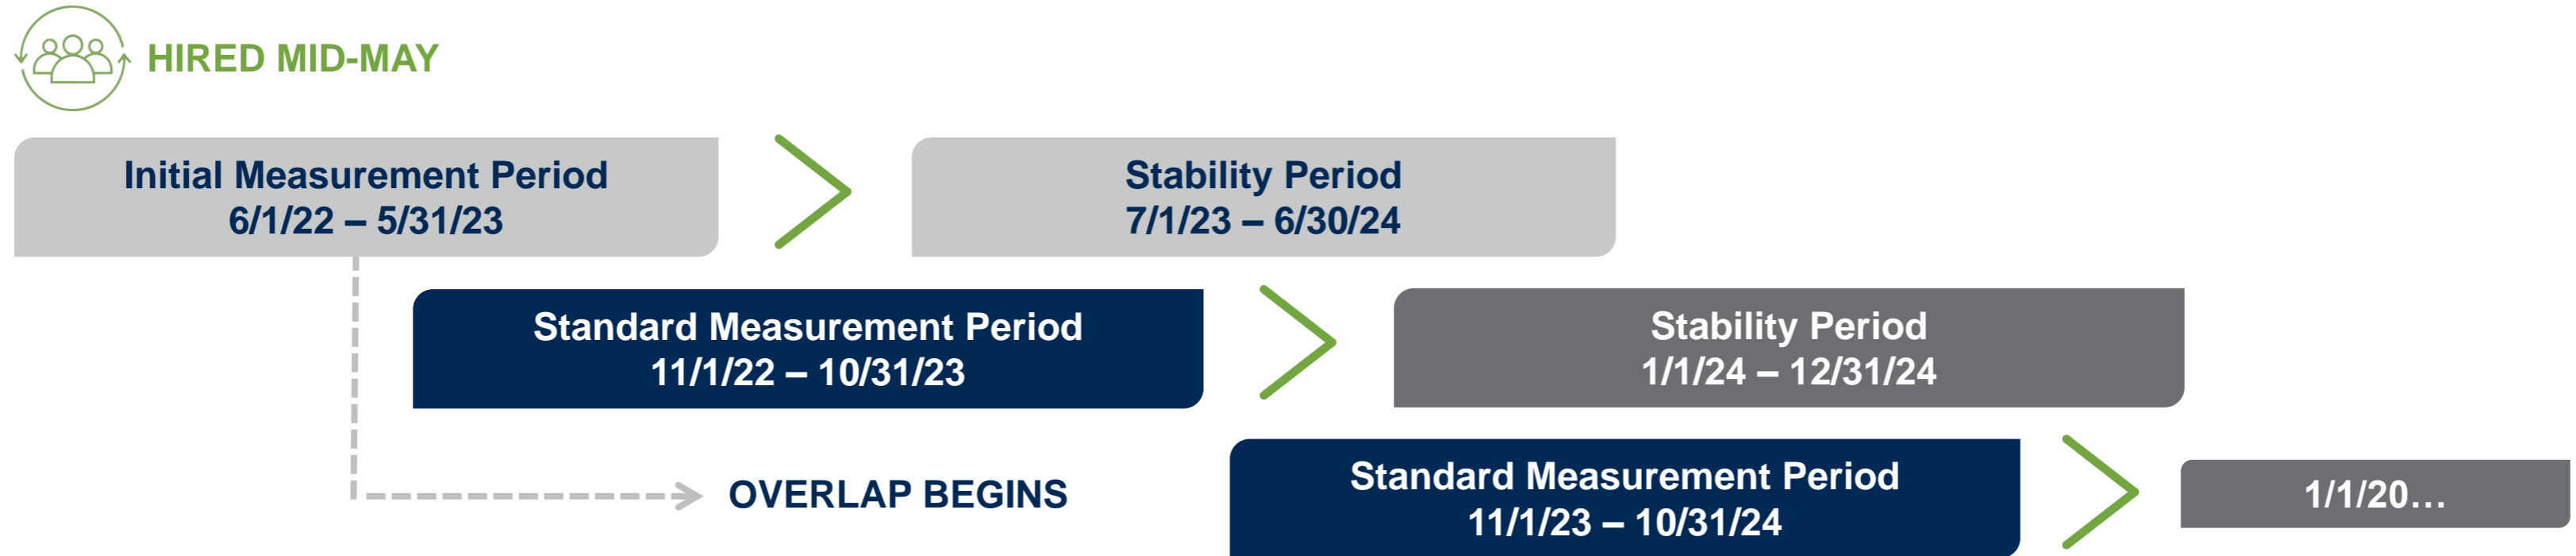 HIRED MID-MAY
Initial Measurement Period
6/1/22 – 5/31/23
Stability Period
7/1/23 – 6/30/24
Standard Measurement Period
11/1/22 – 10/31/23
Stability Period
1/1/24 – 12/31/24
OVERLAP BEGINS
Standard Measurement Period
11/1/23 – 10/31/24
1/1/20…